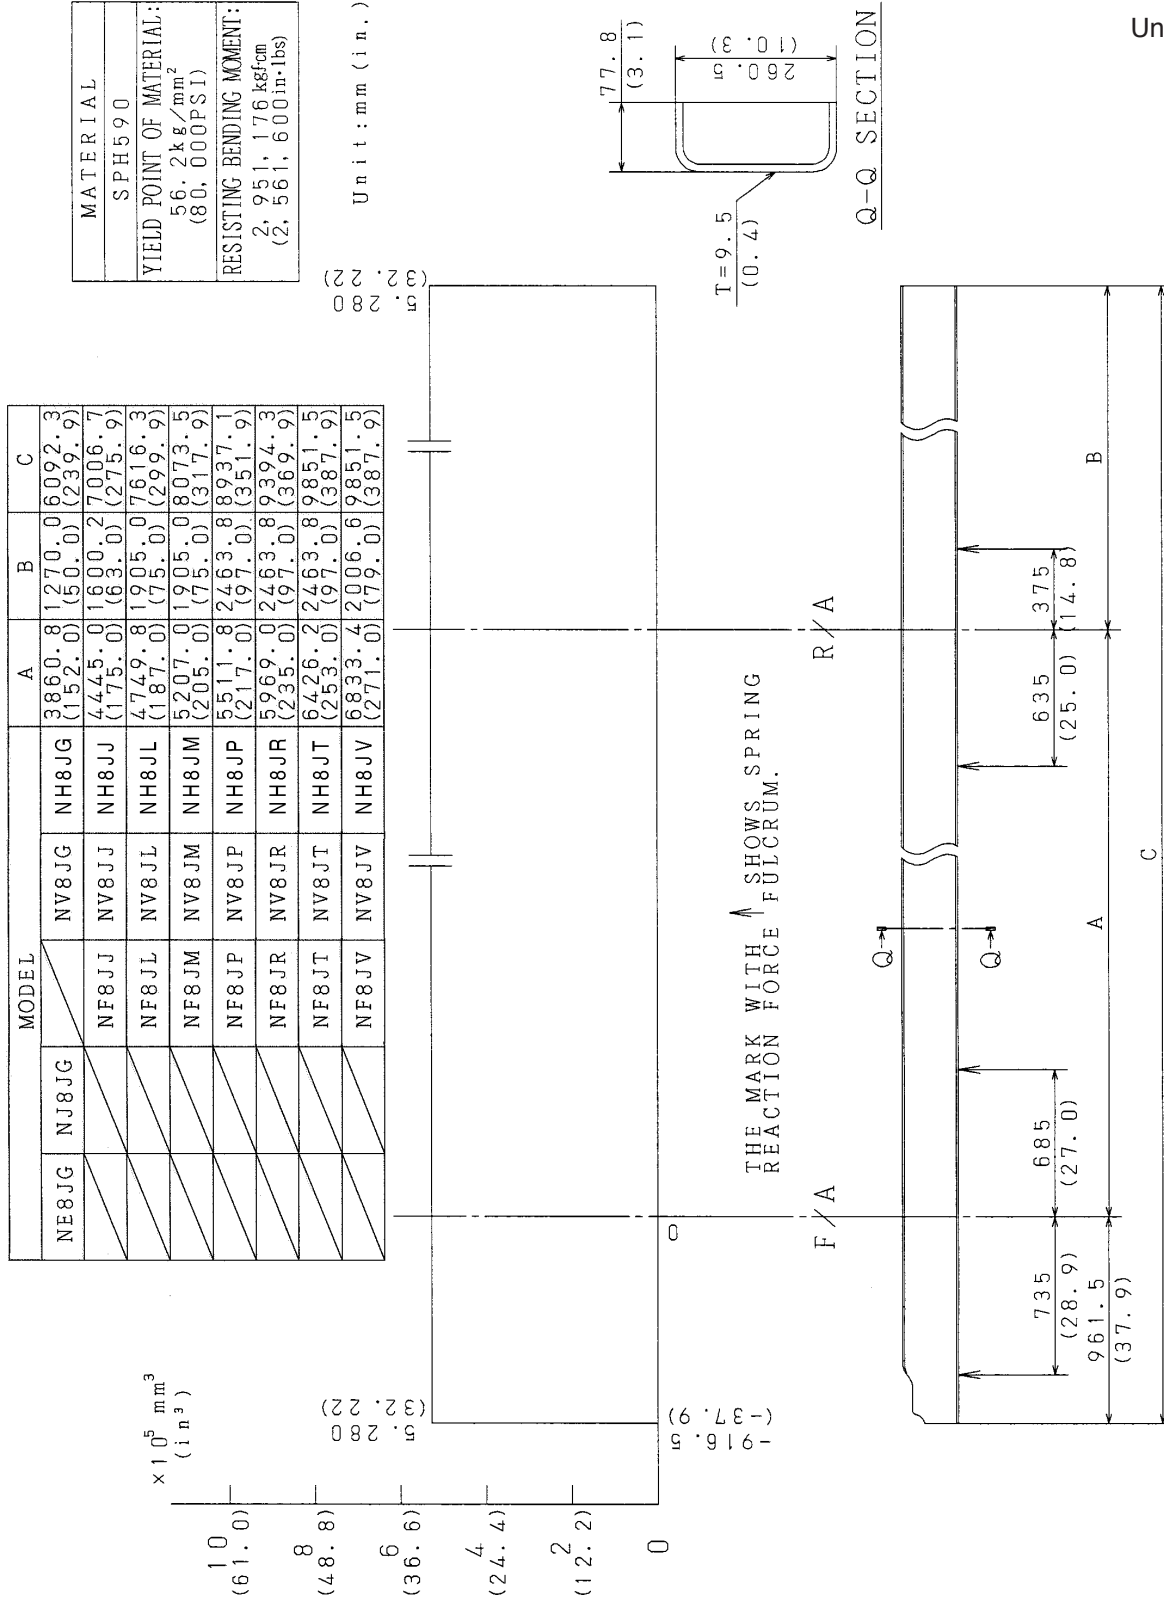 Un
MATERIAL
SPH590
YIELD POINT OF MATERIAL:
56.2kg/mm²
(80,000PSI)
RESISTING BENDING MOMENT:
2,951,176 kgf·cm
(2,561,600in·lbs)
Unit:mm(in.)
MODEL A B C
NE8JG NJ8JG NV8JG NH8JG 3860.8 1270.0 6092.3
(152.0) (50.0) (239.9)
NF8JJ NV8JJ NH8JJ 4445.0 1600.2 7006.7
(175.0) (63.0) (275.9)
NF8JL NV8JL NH8JL 4749.8 1905.0 7616.3
(187.0) (75.0) (299.9)
NF8JM NV8JM NH8JM 5207.0 1905.0 8073.5
(205.0) (75.0) (317.9)
NF8JP NV8JP NH8JP 5511.8 2463.8 8937.1
(217.0) (97.0) (351.9)
NF8JR NV8JR NH8JR 5969.0 2463.8 9394.3
(235.0) (97.0) (369.9)
NF8JT NV8JT NH8JT 6426.2 2463.8 9851.5
(253.0) (97.0) (387.9)
NF8JV NV8JV NH8JV 6833.4 2006.6 9851.5
(271.0) (79.0) (387.9)
×10⁵ mm³
(in³)
10
(61.0)
8
(48.8)
6
(36.6)
4
(24.4)
2
(12.2)
0
5.280
(32.22)
5.280
(32.22)
-916.5
(-37.9)
0
THE MARK WITH ↑ SHOWS SPRING
REACTION FORCE FULCRUM.
77.8
(3.1)
260.5
(10.3)
T=9.5
(0.4)
Q-Q SECTION
F/A
R/A
Q
Q
735
(28.9)
685
(27.0)
635
(25.0)
375
(14.8)
961.5
(37.9)
A
B
C